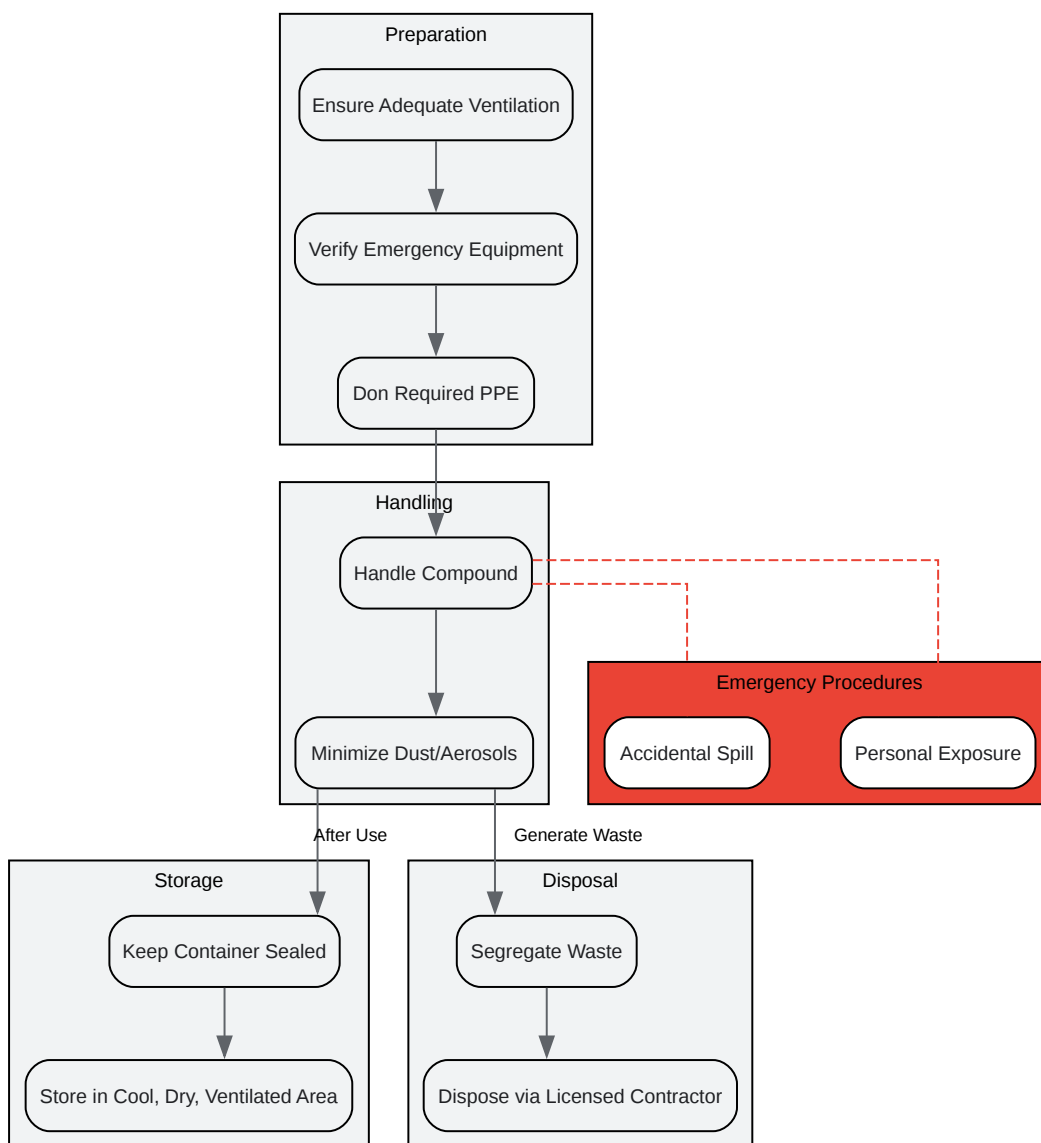 Preparation
Ensure Adequate Ventilation
Verify Emergency Equipment
Don Required PPE
Handling
Handle Compound
Minimize Dust/Aerosols
Emergency Procedures
Accidental Spill
Personal Exposure
After Use
Generate Waste
Storage
Keep Container Sealed
Store in Cool, Dry, Ventilated Area
Disposal
Segregate Waste
Dispose via Licensed Contractor